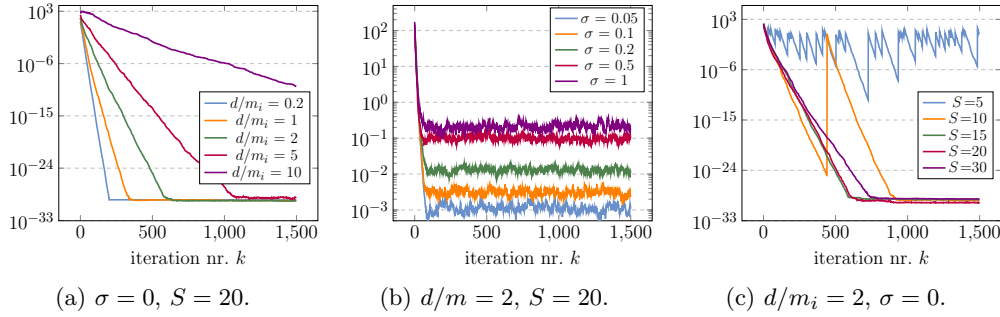 10^3
10^−6
10^−15
10^−24
10^−33
0
500
1,000
1,500
iteration nr. k
d/m_i = 0.2
d/m_i = 1
d/m_i = 2
d/m_i = 5
d/m_i = 10
(a) σ = 0, S = 20.
10^2
10^1
10^0
10^−1
10^−2
10^−3
0
500
1,000
1,500
iteration nr. k
σ = 0.05
σ = 0.1
σ = 0.2
σ = 0.5
σ = 1
(b) d/m = 2, S = 20.
10^3
10^−6
10^−15
10^−24
10^−33
0
500
1,000
1,500
iteration nr. k
S =5
S =10
S =15
S =20
S =30
(c) d/m_i = 2, σ = 0.